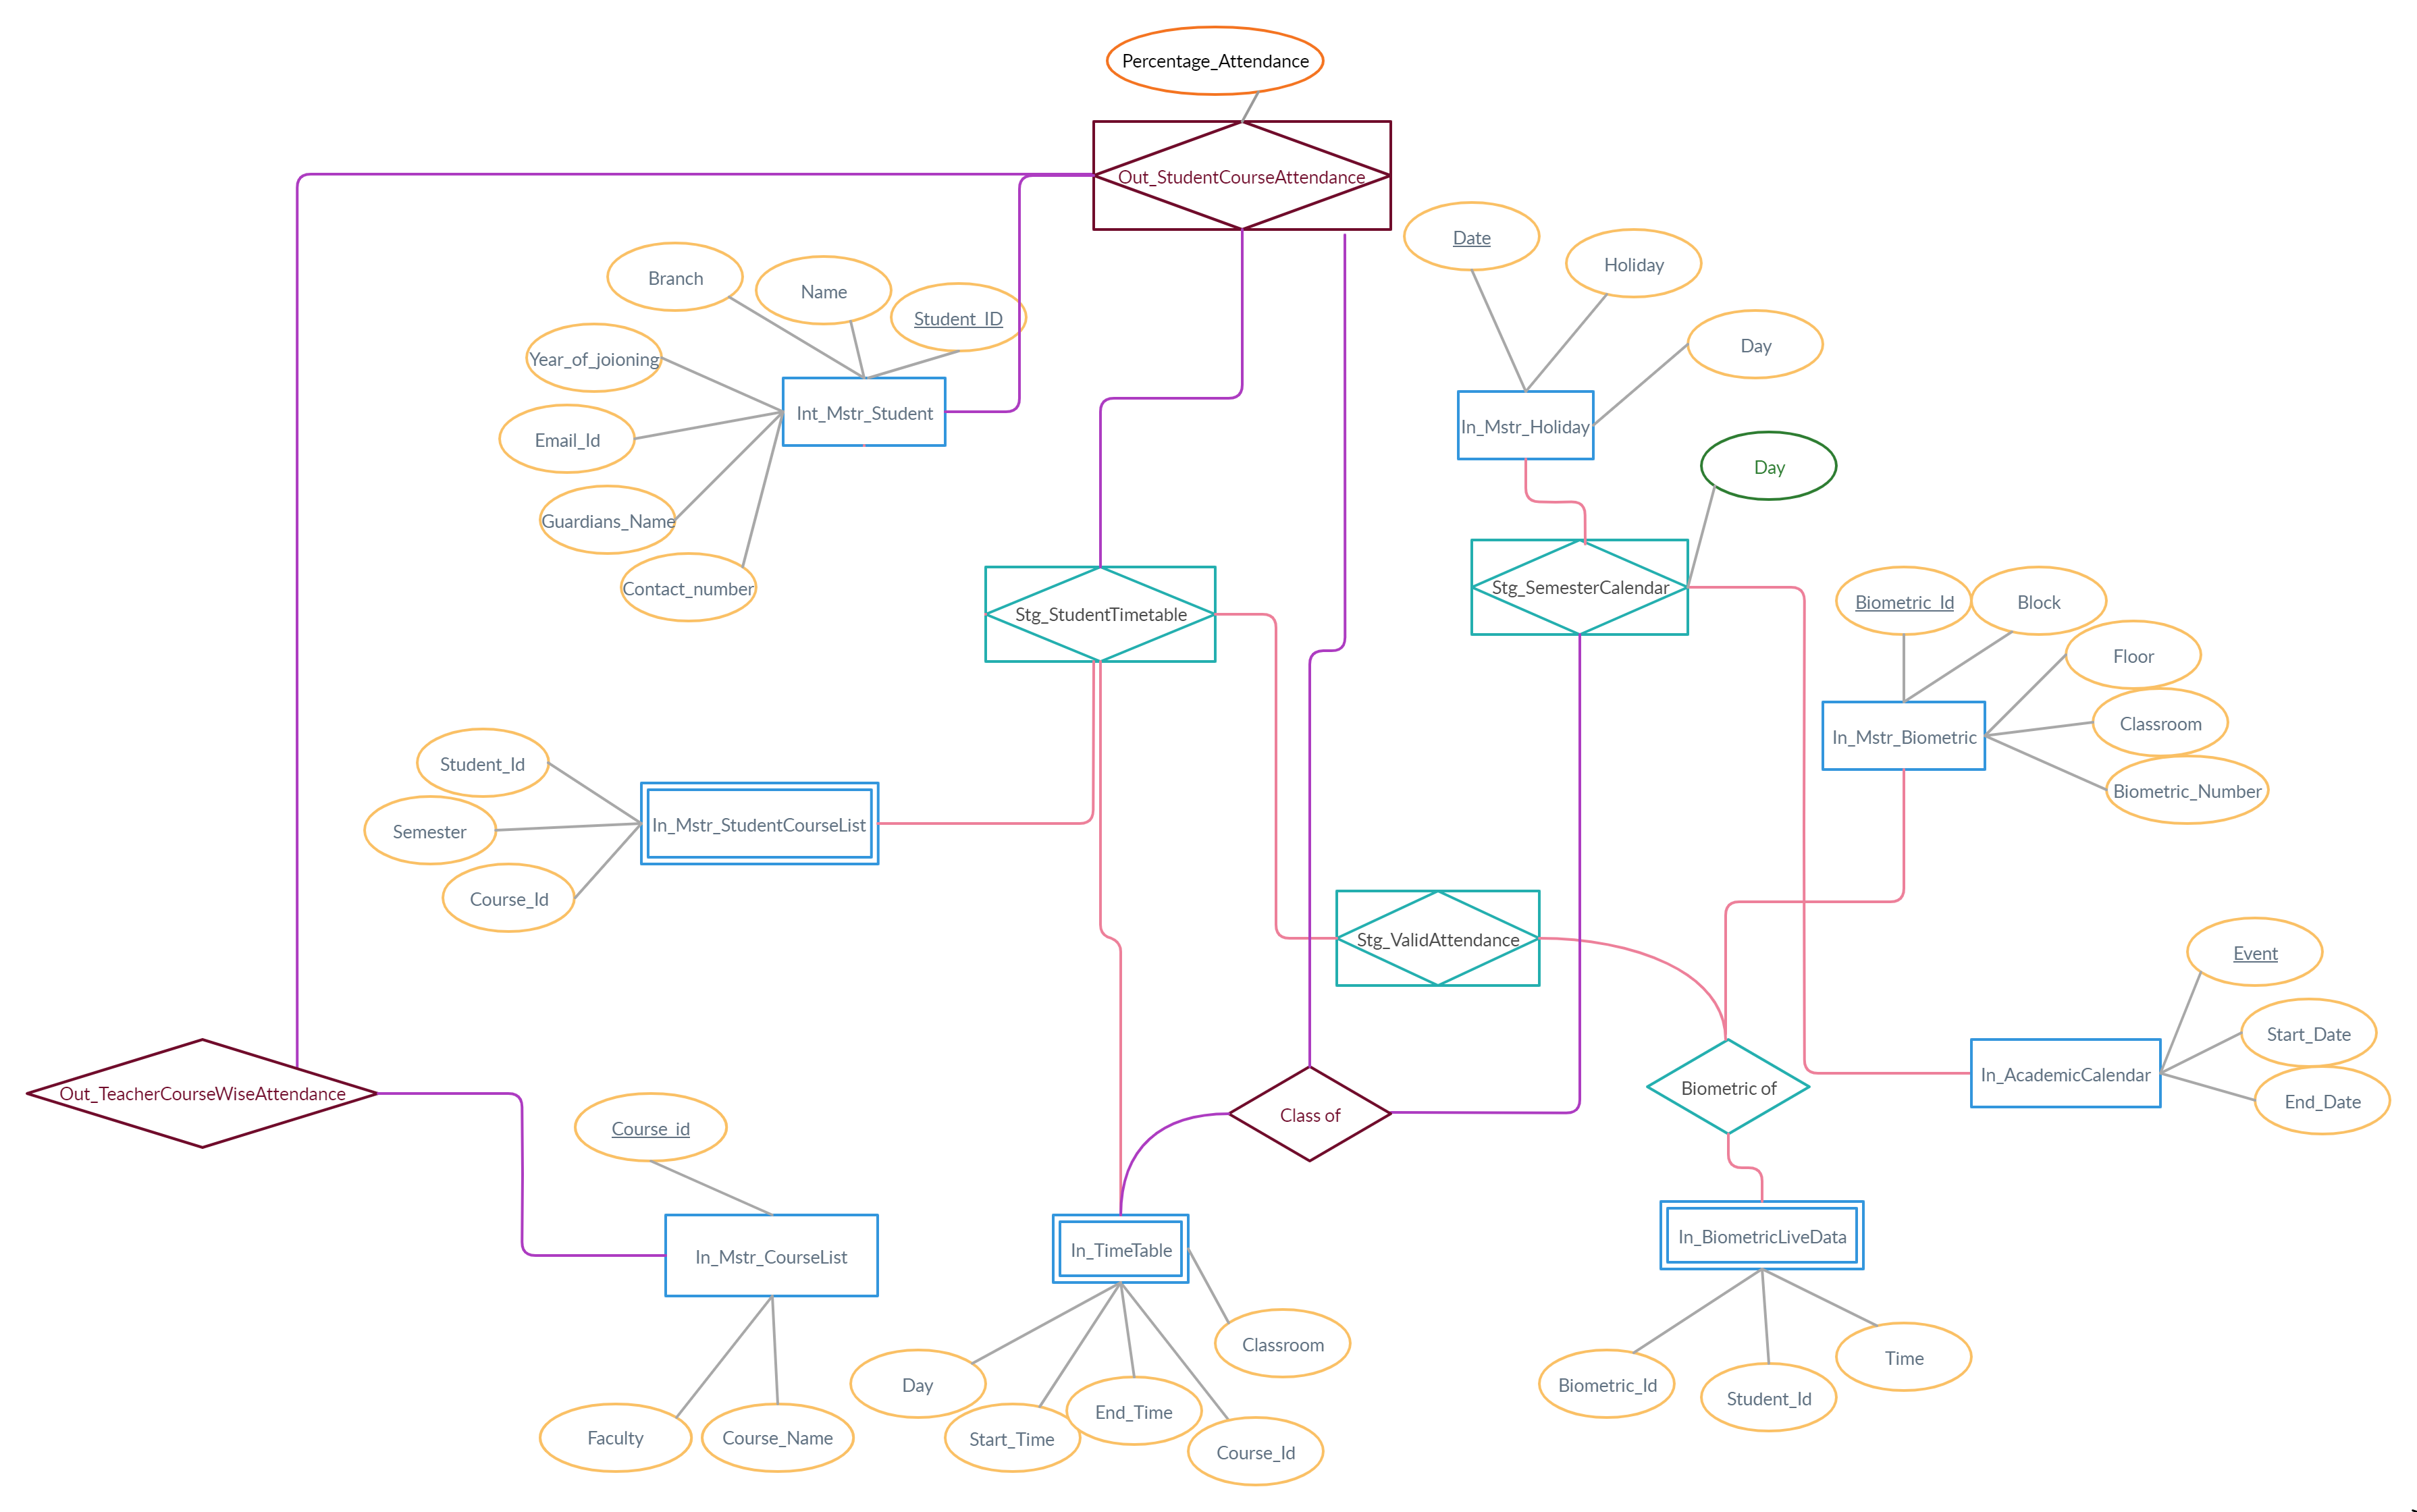 Percentage_Attendance
Out_StudentCourseAttendance
Date
Holiday
Branch
Name
Student_ID
Day
Year_of_joioning
Int_Mstr_Student
In_Mstr_Holiday
Email_Id
Day
Guardians_Name
Contact_number
Stg_SemesterCalendar
Stg_StudentTimetable
Biometric_Id
Block
Floor
Classroom
In_Mstr_Biometric
Student_Id
Biometric_Number
In_Mstr_StudentCourseList
Semester
Course_Id
Stg_ValidAttendance
Event
Start_Date
In_AcademicCalendar
Out_TeacherCourseWiseAttendance
Biometric of
End_Date
Class of
Course_id
In_Mstr_CourseList
In_TimeTable
In_BiometricLiveData
Classroom
Time
Day
Biometric_Id
Student_Id
End_Time
Faculty
Course_Name
Start_Time
Course_Id